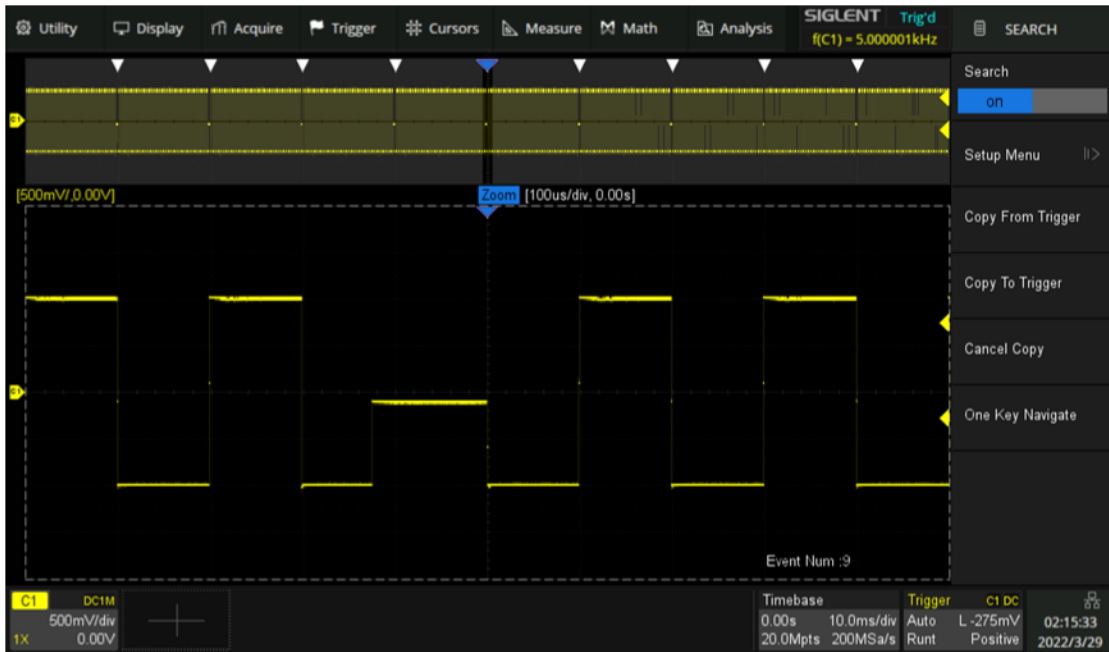 Utility Display Acquire Trigger Cursors Measure Math Analysis
SIGLENT Trig'd
f(C1) = 5.000001kHz
SEARCH
Search
on
Setup Menu
Copy From Trigger
Copy To Trigger
Cancel Copy
One Key Navigate
C1
[500mV/,0.00V]
Zoom [100us/div, 0.00s]
C1
Event Num :9
C1 DC1M
500mV/div
1X 0.00V
Timebase
0.00s 10.0ms/div
20.0Mpts 200MSa/s
Trigger C1 DC
Auto L -275mV
Runt Positive
02:15:33
2022/3/29